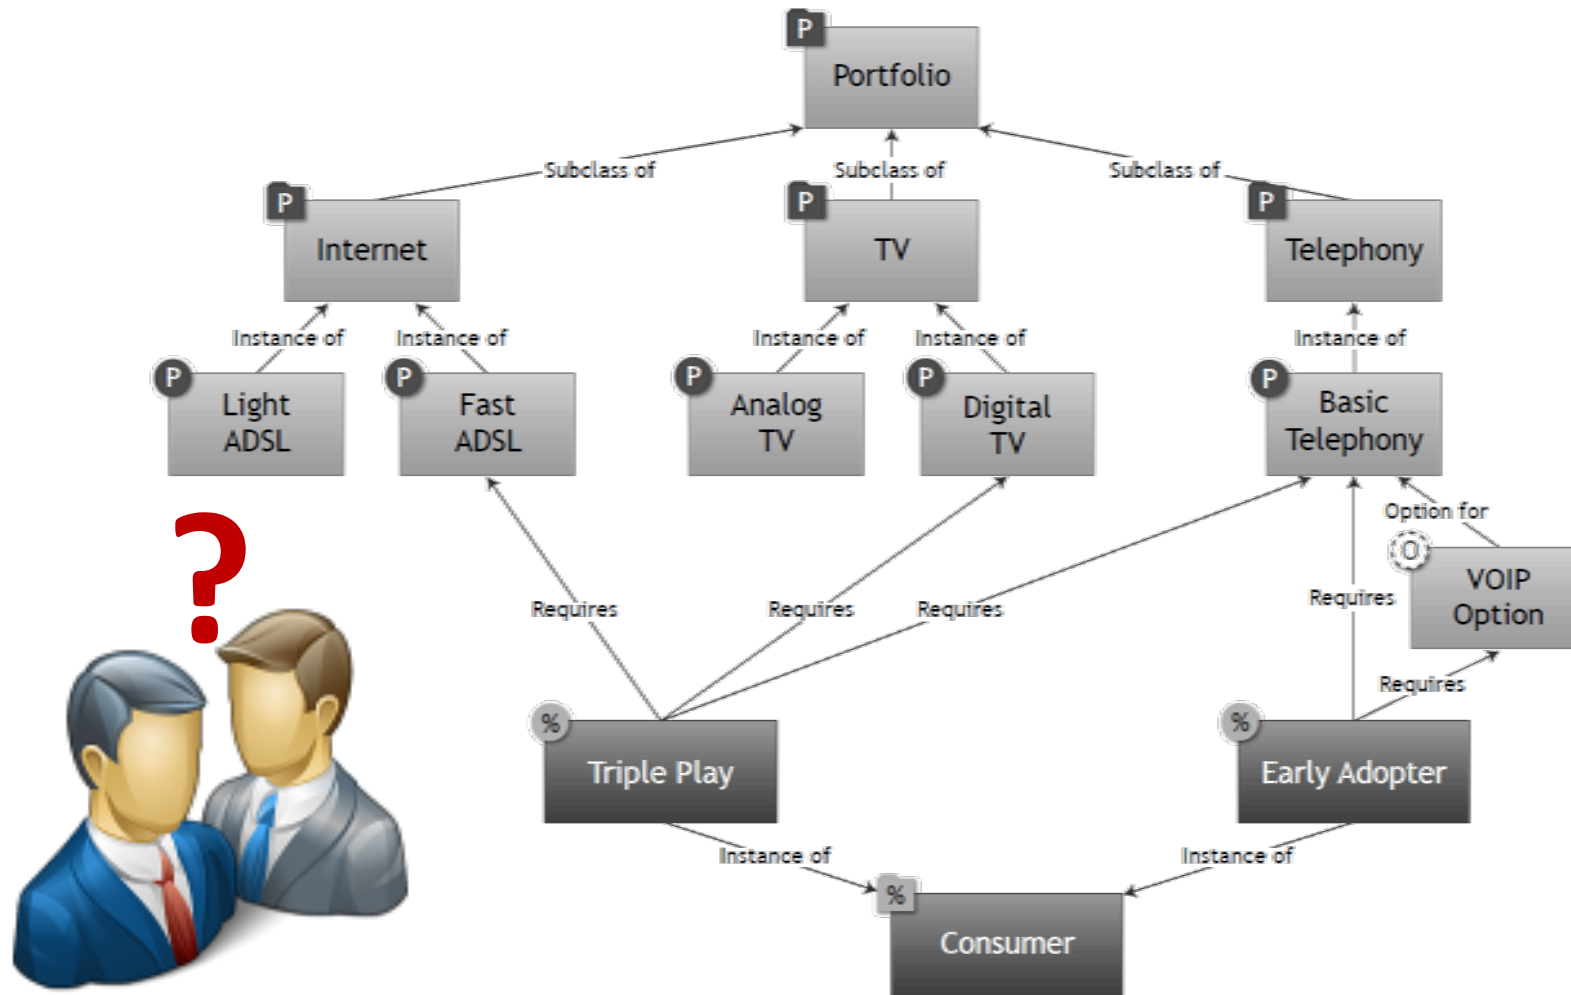 P
Portfolio
Subclass of
Subclass of
Subclass of
P
Internet
P
TV
P
Telephony
Instance of
Instance of
Instance of
Instance of
Instance of
P
Light
ADSL
P
Fast
ADSL
P
Analog
TV
P
Digital
TV
P
Basic
Telephony
Option for
?
O
VOIP
Option
Requires
Requires
Requires
Requires
Requires
%
Triple Play
%
Early Adopter
Instance of
Instance of
%
Consumer